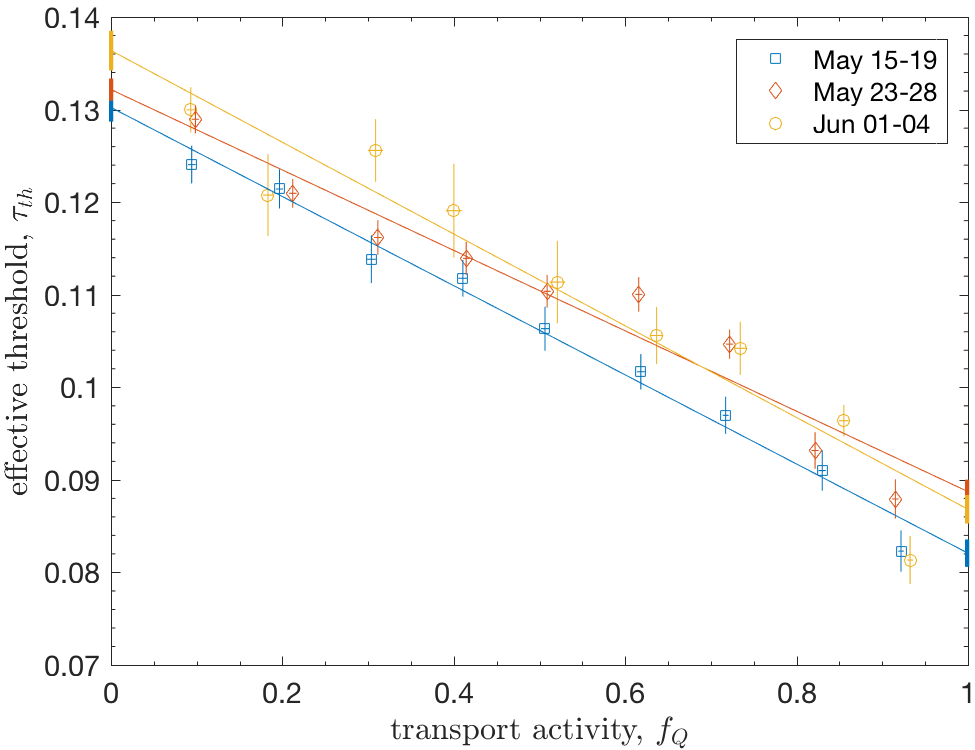 0.14
0.13
0.12
0.11
0.1
0.09
0.08
0.07
effective threshold, τth
May 15-19
May 23-28
Jun 01-04
0 0.2 0.4 0.6 0.8 1
transport activity, fQ